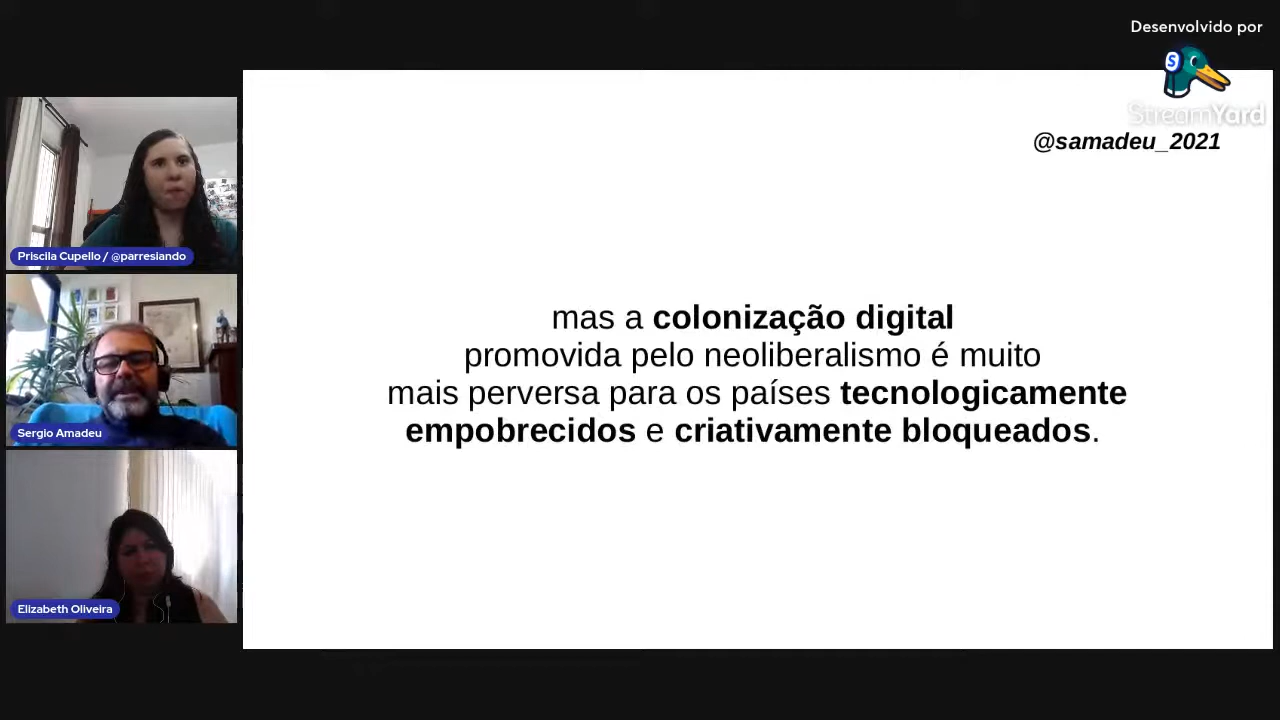 Desenvolvido por
S
StreamYard
@samadeu_2021
Priscila Cupello / @parresiando
Sergio Amadeu
Elizabeth Oliveira
mas a colonização digital
promovida pelo neoliberalismo é muito
mais perversa para os países tecnologicamente
empobrecidos e criativamente bloqueados.